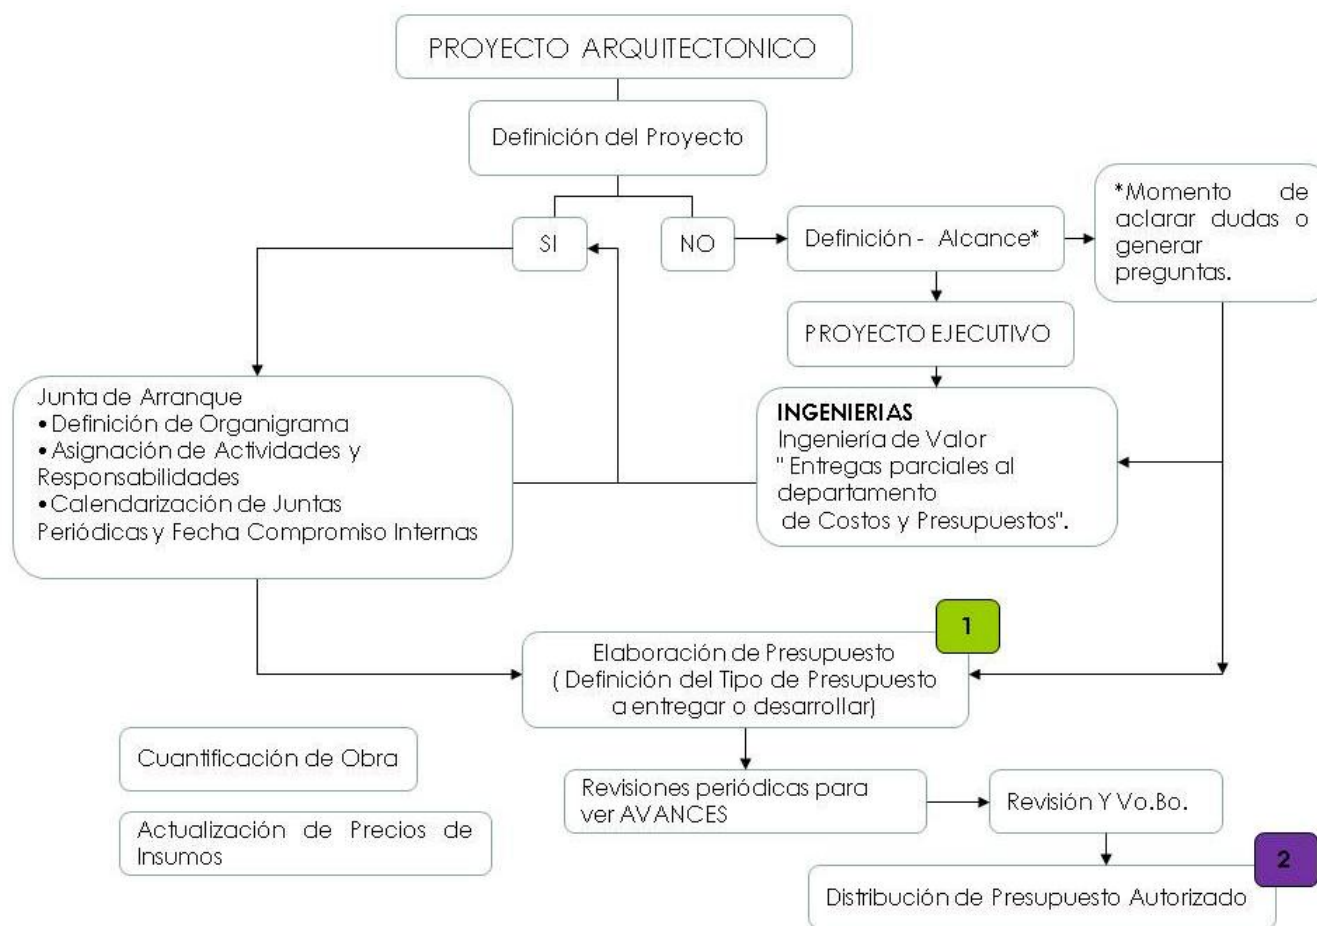 PROYECTO ARQUITECTONICO
Definición del Proyecto
SI
NO
Definición - Alcance*
*Momento de
aclarar dudas o
generar
preguntas.
PROYECTO EJECUTIVO
Junta de Arranque
•Definición de Organigrama
•Asignación de Actividades y
Responsabilidades
•Calendarización de Juntas
Periódicas y Fecha Compromiso Internas
INGENIERIAS
Ingeniería de Valor
" Entregas parciales al
departamento
de Costos y Presupuestos".
1
Elaboración de Presupuesto
( Definición del Tipo de Presupuesto
a entregar o desarrollar)
Cuantificación de Obra
Revisiones periódicas para
ver AVANCES
Revisión Y Vo.Bo.
Actualización de Precios de
Insumos
2
Distribución de Presupuesto Autorizado